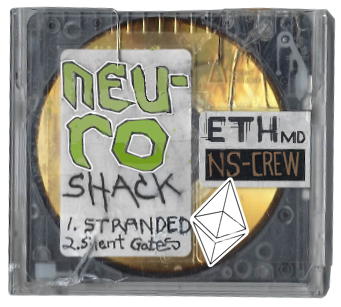 NEU-
RO
SHACK
1. STRANDED
2. Silent Gates
ETH MD
NS-CREW